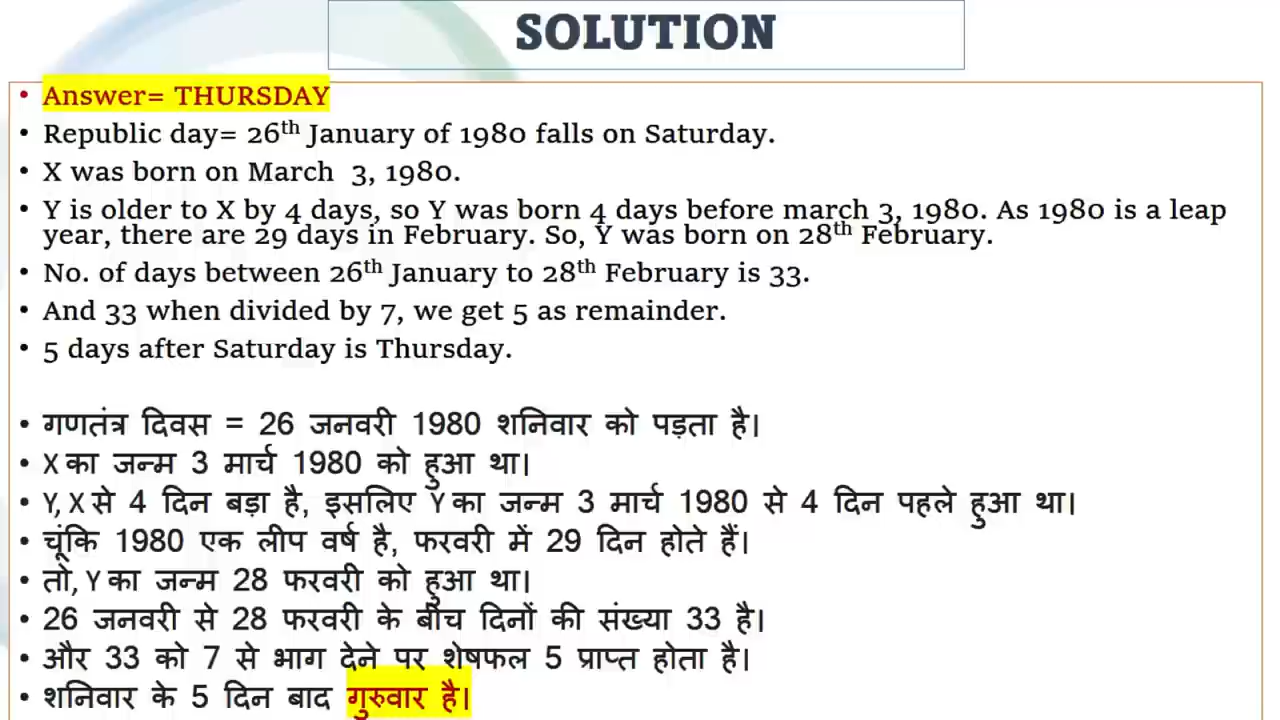 SOLUTION
• Answer= THURSDAY
• Republic day= 26th January of 1980 falls on Saturday.
• X was born on March 3, 1980.
• Y is older to X by 4 days, so Y was born 4 days before march 3, 1980. As 1980 is a leap
year, there are 29 days in February. So, Y was born on 28th February.
• No. of days between 26th January to 28th February is 33.
• And 33 when divided by 7, we get 5 as remainder.
• 5 days after Saturday is Thursday.
• गणतंत्र दिवस = 26 जनवरी 1980 शनिवार को पड़ता है।
• X का जन्म 3 मार्च 1980 को हुआ था।
• Y, X से 4 दिन बड़ा है, इसलिए Y का जन्म 3 मार्च 1980 से 4 दिन पहले हुआ था।
• चूंकि 1980 एक लीप वर्ष है, फरवरी में 29 दिन होते हैं।
• तो, Y का जन्म 28 फरवरी को हुआ था।
• 26 जनवरी से 28 फरवरी के बीच दिनों की संख्या 33 है।
• और 33 को 7 से भाग देने पर शेषफल 5 प्राप्त होता है।
• शनिवार के 5 दिन बाद गुरुवार है।